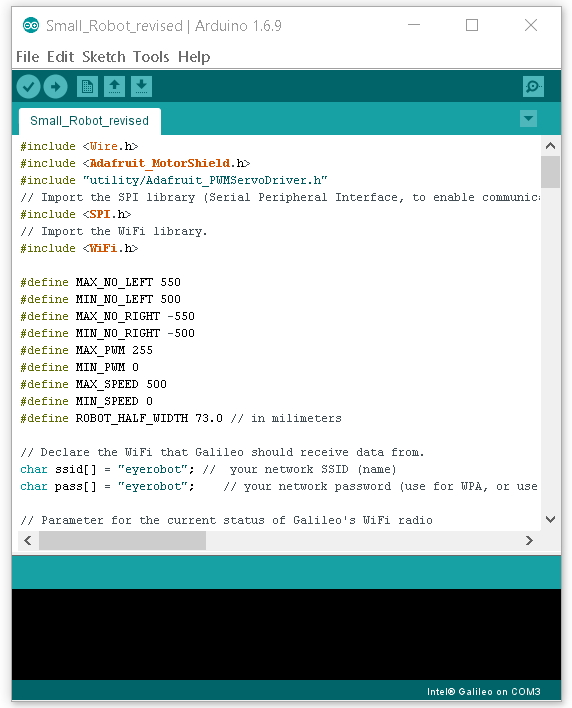 Small_Robot_revised | Arduino 1.6.9
File Edit Sketch Tools Help
Small_Robot_revised
#include <Wire.h>
#include <Adafruit_MotorShield.h>
#include "utility/Adafruit_PWMServoDriver.h"
// Import the SPI library (Serial Peripheral Interface, to enable communic
#include <SPI.h>
// Import the WiFi library.
#include <WiFi.h>
#define MAX_NO_LEFT 550
#define MIN_NO_LEFT 500
#define MAX_NO_RIGHT -550
#define MIN_NO_RIGHT -500
#define MAX_PWM 255
#define MIN_PWM 0
#define MAX_SPEED 500
#define MIN_SPEED 0
#define ROBOT_HALF_WIDTH 73.0 // in milimeters
// Declare the WiFi that Galileo should receive data from.
char ssid[] = "eyerobot"; //  your network SSID (name)
char pass[] = "eyerobot";    // your network password (use for WPA, or use
// Parameter for the current status of Galileo's WiFi radio
Intel® Galileo on COM3